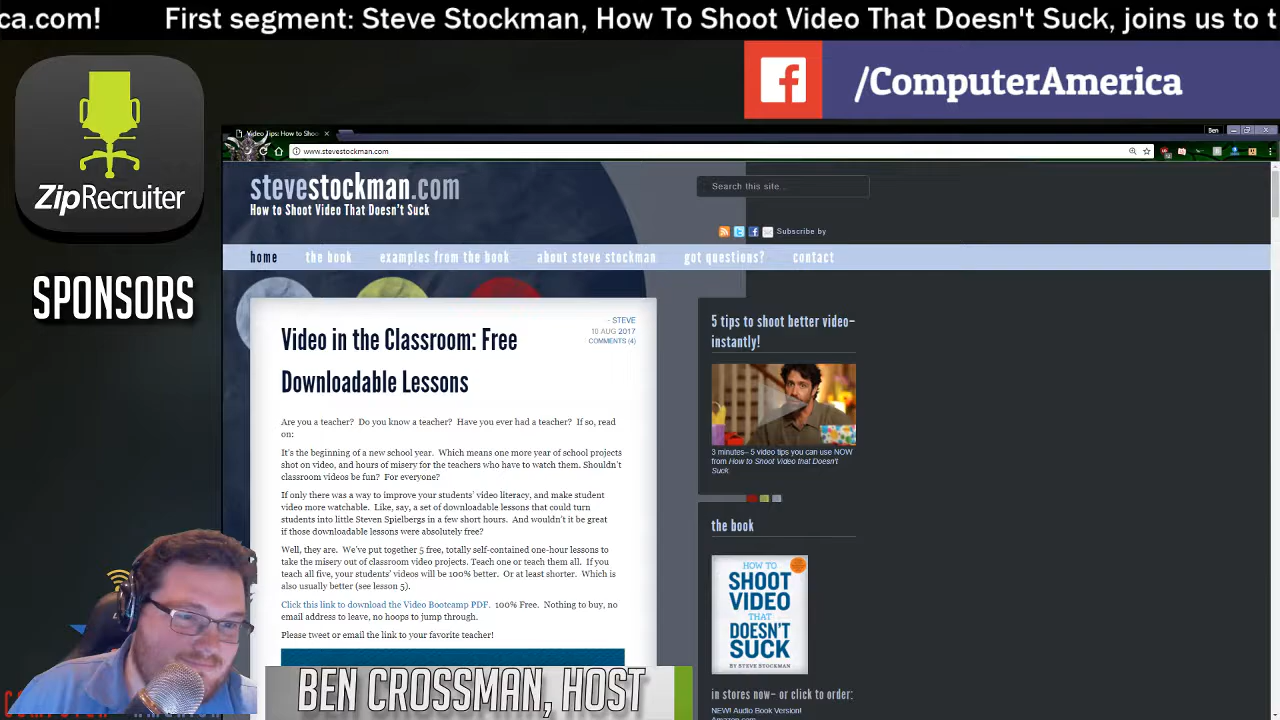 ca.com! First segment: Steve Stockman, How To Shoot Video That Doesn't Suck, joins us to t
/ComputerAmerica
ZipRecruiter
SPONSORS
Video Tips: How to Shoo
Ben
www.stevestockman.com
stevestockman.com
How to Shoot Video That Doesn't Suck
Search this site...
Subscribe by
home the book examples from the book about steve stockman got questions? contact
Video in the Classroom: Free
Downloadable Lessons
- STEVE
10 AUG 2017
COMMENTS (4)
Are you a teacher? Do you know a teacher? Have you ever had a teacher? If so, read
on:
It's the beginning of a new school year. Which means one more year of school projects
shot on video, and hours of misery for the teachers who have to watch them. Shouldn't
classroom videos be fun? For everyone?
If only there was a way to improve your students' video literacy, and make student
video more watchable. Like, say, a set of downloadable lessons that could turn
students into little Steven Spielbergs in a few short hours. And wouldn't it be great
if those downloadable lessons were absolutely free?
Well, they are. We've put together 5 free, totally self-contained one-hour lessons to
take the misery out of classroom video projects. Teach one or teach them all. If you
teach all five, your students' videos will be 100% better. Or at least shorter. Which is
also usually better (see lesson 5).
Click this link to download the Video Bootcamp PDF. 100% Free. Nothing to buy, no
email address to leave, no hoops to jump through.
Please tweet or email the link to your favorite teacher!
5 tips to shoot better video–
instantly!
3 minutes– 5 video tips you can use NOW
from How to Shoot Video that Doesn't
Suck
the book
HOW TO
SHOOT
VIDEO
THAT
DOESN'T
SUCK
BY STEVE STOCKMAN
in stores now– or click to order:
NEW! Audio Book Version!
Amazon.com
BEN CROSSMAN, HOST